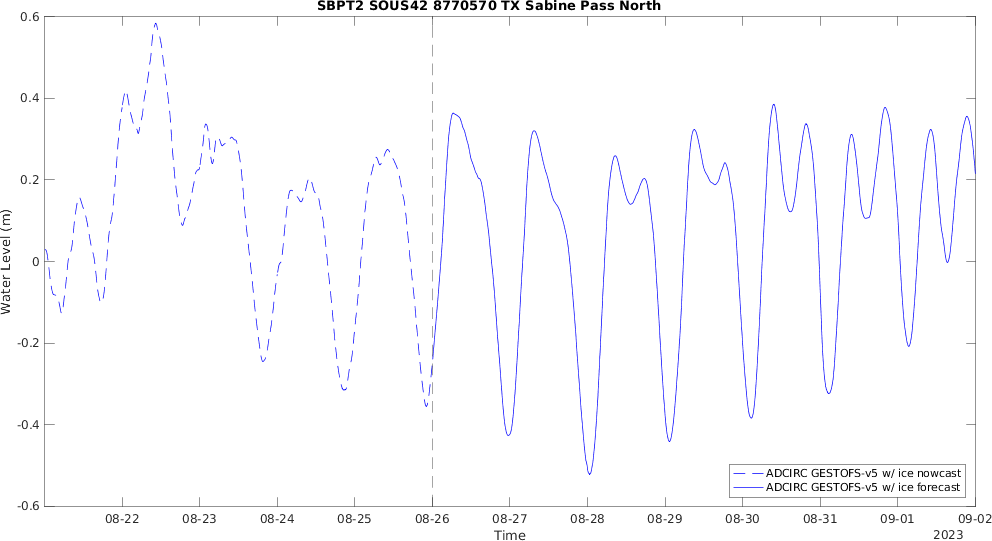 SBPT2 SOUS42 8770570 TX Sabine Pass North
0.6
0.4
0.2
0
-0.2
-0.4
-0.6
Water Level (m)
ADCIRC GESTOFS-v5 w/ ice nowcast
ADCIRC GESTOFS-v5 w/ ice forecast
08-22 08-23 08-24 08-25 08-26 08-27 08-28 08-29 08-30 08-31 09-01 09-02
Time
2023